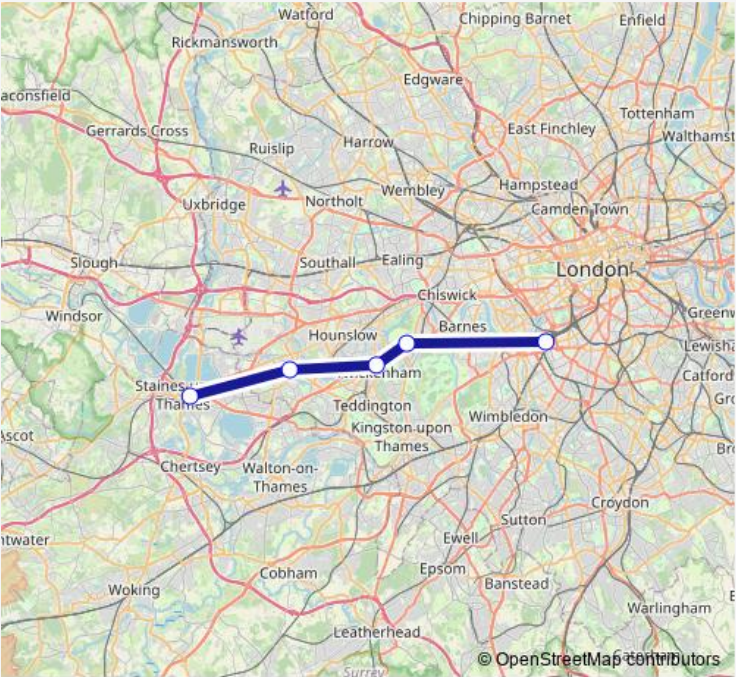 Watford
Chipping Barnet
Enfield
Rickmansworth
Edgware
aconsfield
Tottenham
Gerrards Cross
East Finchley
Walthamst
Ruislip
Harrow
Wembley
Hampstead
Uxbridge
Northolt
Camden Town
Slough
Southall
Ealing
London
Chiswick
Windsor
Hounslow
Barnes
Greenw
Lewisha
Staines-u
Thames
Catford
Teddington
Gro
Wimbledon
Kingston upon
Thames
Ascot
Chertsey
Walton-on-
Thames
Bro
Croydon
Sutton
ntwater
Ewell
Cobham
Epsom
Banstead
Woking
Warlingham
Leatherhead
© OpenStreetMap contributors
Surrey